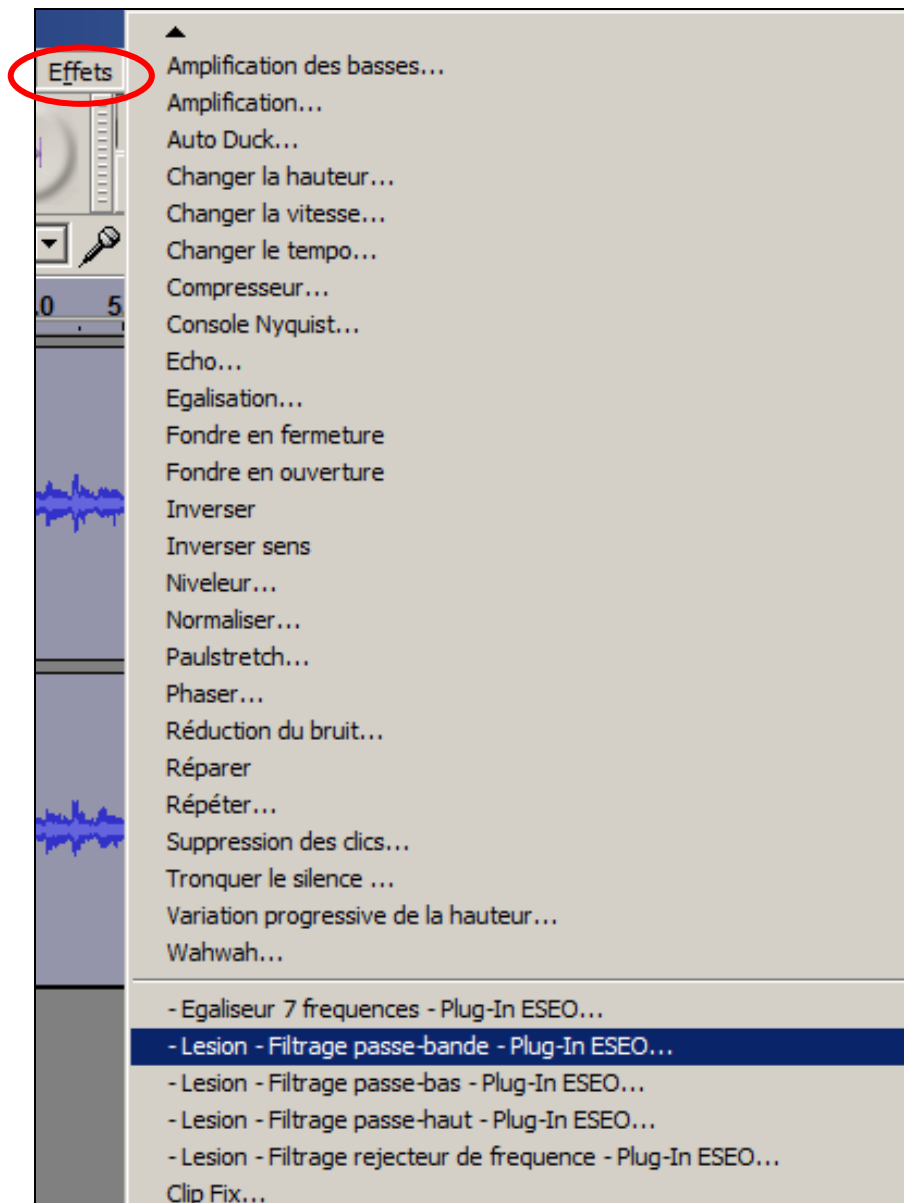 Effets
.0 5
Amplification des basses...
Amplification...
Auto Duck...
Changer la hauteur...
Changer la vitesse...
Changer le tempo...
Compresseur...
Console Nyquist...
Echo...
Egalisation...
Fondre en fermeture
Fondre en ouverture
Inverser
Inverser sens
Niveleur...
Normaliser...
Paulstretch...
Phaser...
Réduction du bruit...
Réparer
Répéter...
Suppression des clics...
Tronquer le silence ...
Variation progressive de la hauteur...
Wahwah...
- Egaliseur 7 frequences - Plug-In ESEO...
- Lesion - Filtrage passe-bande - Plug-In ESEO...
- Lesion - Filtrage passe-bas - Plug-In ESEO...
- Lesion - Filtrage passe-haut - Plug-In ESEO...
- Lesion - Filtrage rejecteur de frequence - Plug-In ESEO...
Clip Fix...